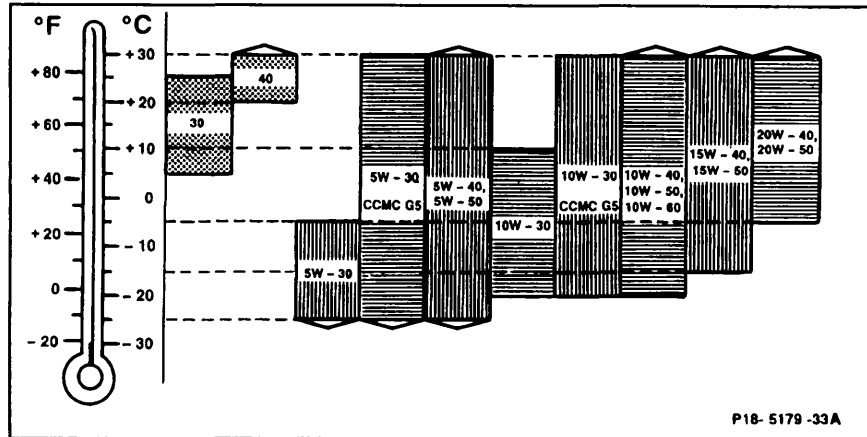 °F °C
+30
+80
+20
+60
+10
+40
0
+20
-10
0
-20
-20
-30
30
40
5W - 30
5W - 30
CCMC G5
5W - 40,
5W - 50
10W - 30
10W - 30
CCMC G5
10W - 40,
10W - 50,
10W - 60
15W - 40,
15W - 50
20W - 40,
20W - 50
P18- 5179 -33A